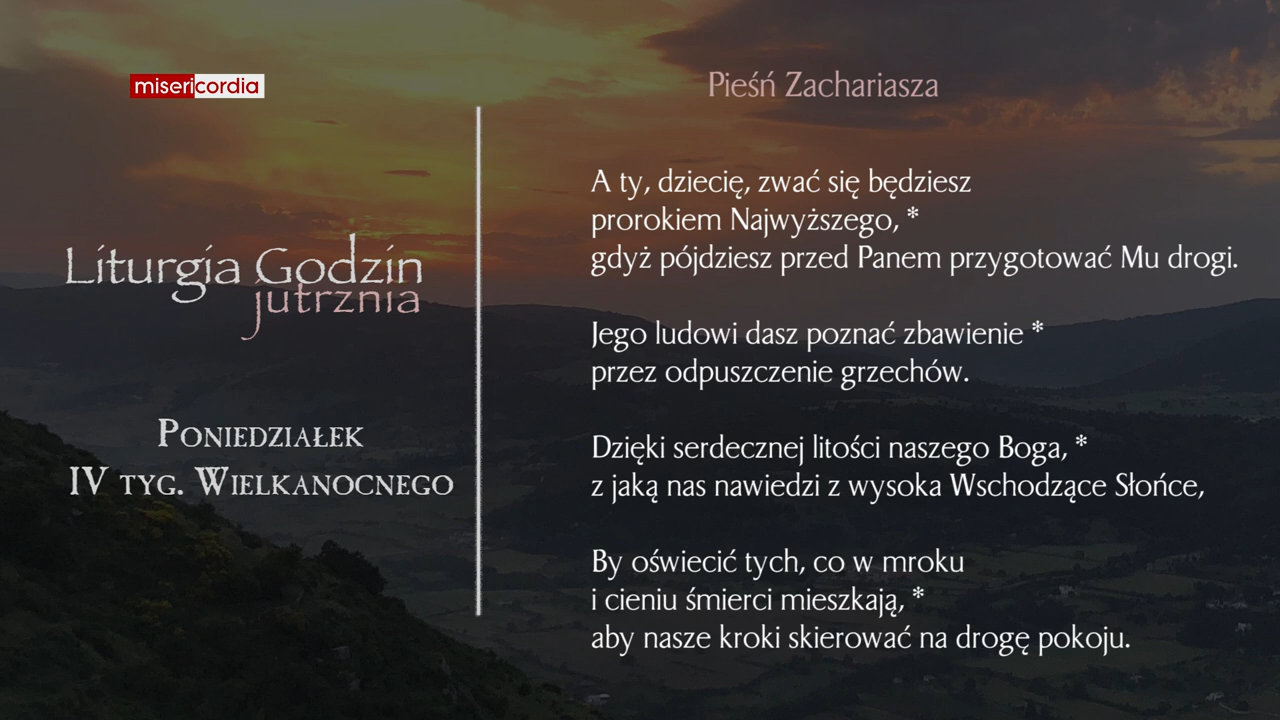 misericordia
Liturgia Godzin
jutrznia
Poniedziałek
IV tyg. Wielkanocnego
Pieśń Zachariasza
A ty, dziecię, zwać się będziesz
prorokiem Najwyższego, *
gdyż pójdziesz przed Panem przygotować Mu drogi.
Jego ludowi dasz poznać zbawienie *
przez odpuszczenie grzechów.
Dzięki serdecznej litości naszego Boga, *
z jaką nas nawiedzi z wysoka Wschodzące Słońce,
By oświecić tych, co w mroku
i cieniu śmierci mieszkają, *
aby nasze kroki skierować na drogę pokoju.